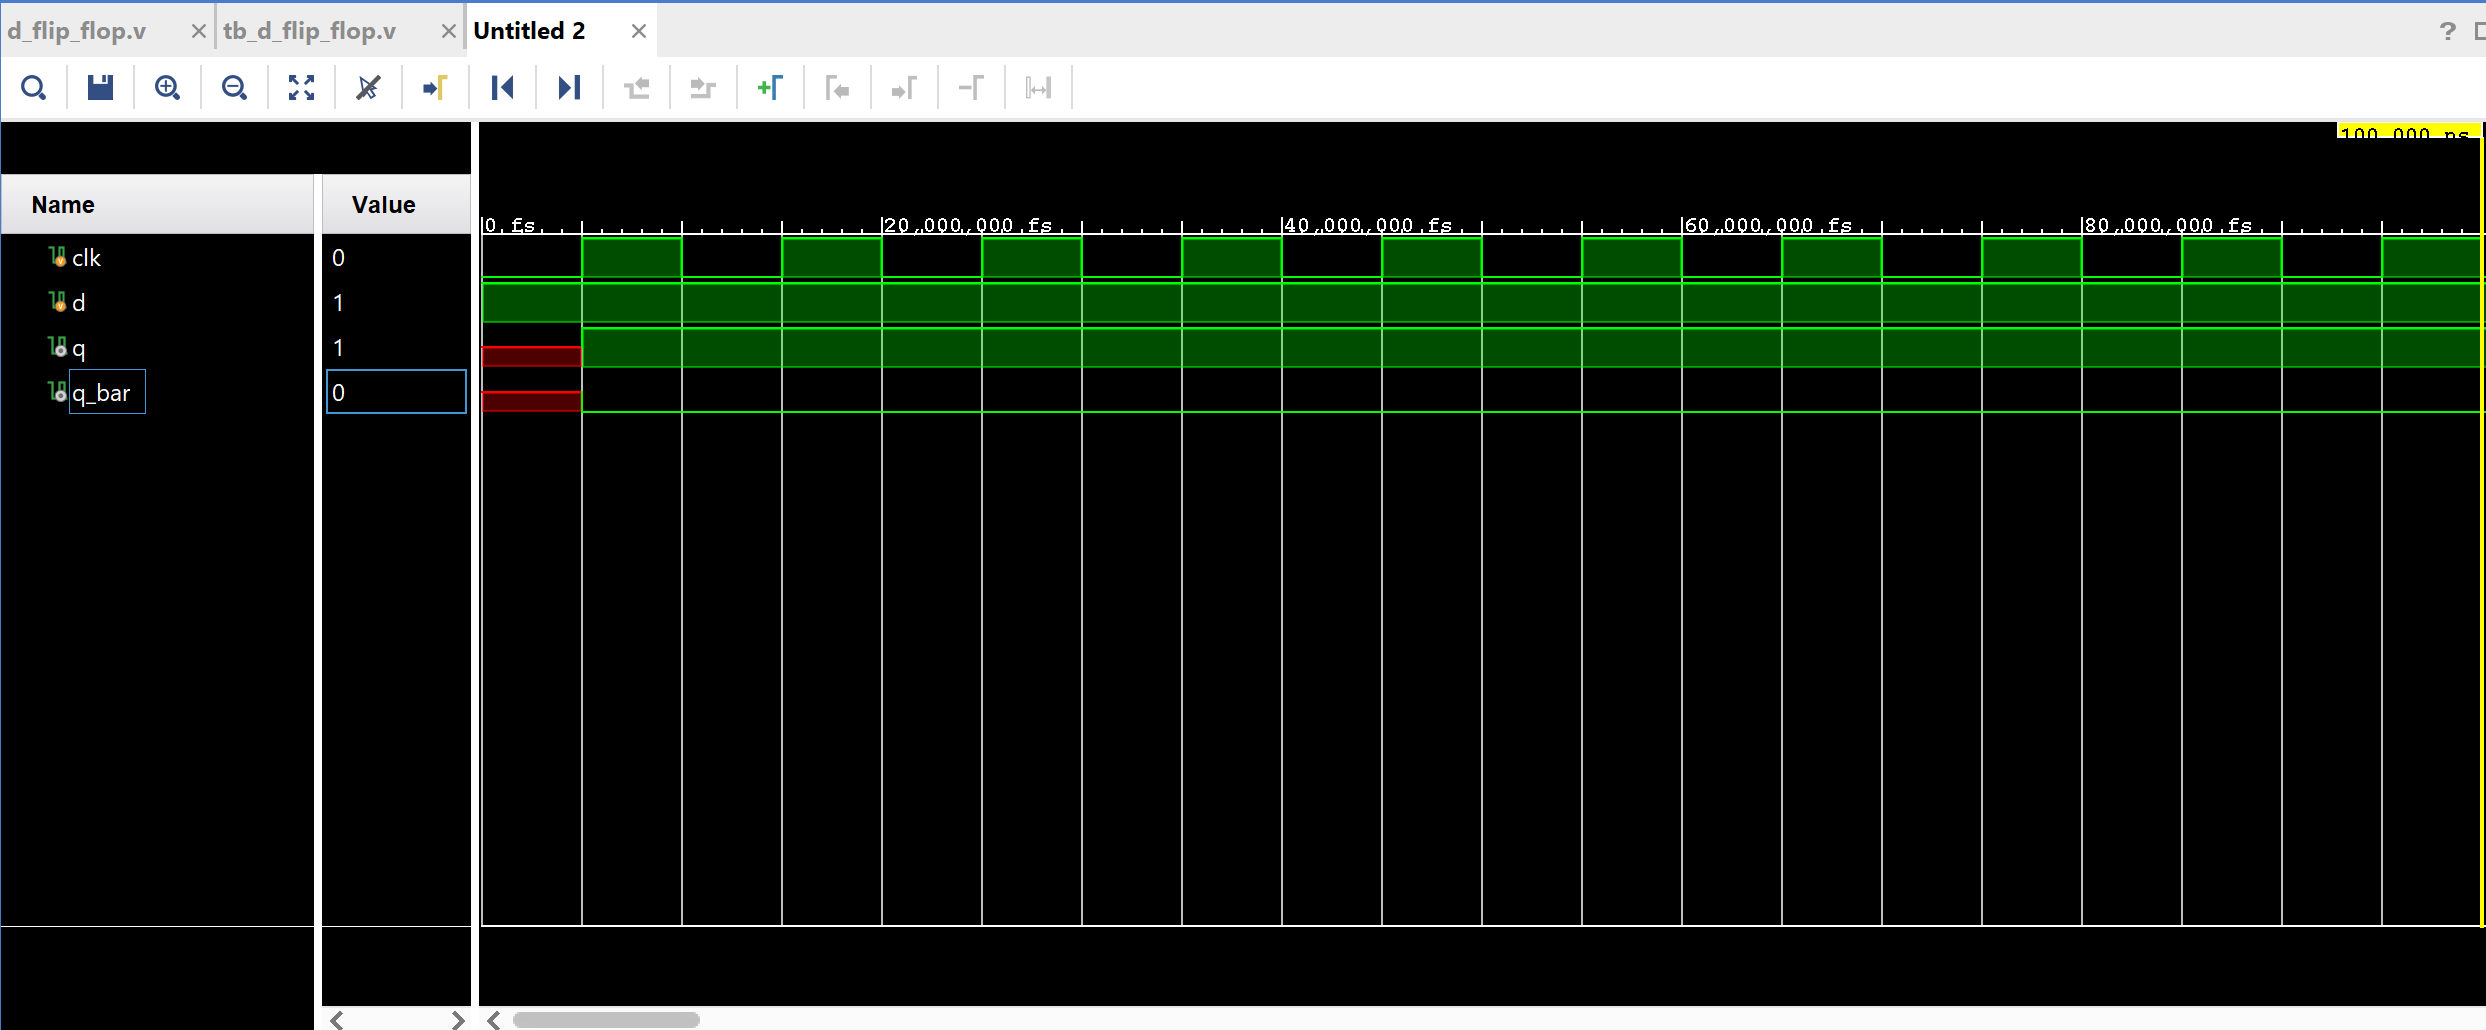 d_flip_flop.v
tb_d_flip_flop.v
Untitled 2
?
100.000 ns
Name
Value
0 fs
20,000,000 fs
40,000,000 fs
60,000,000 fs
80,000,000 fs
clk
0
d
1
q
1
q_bar
0